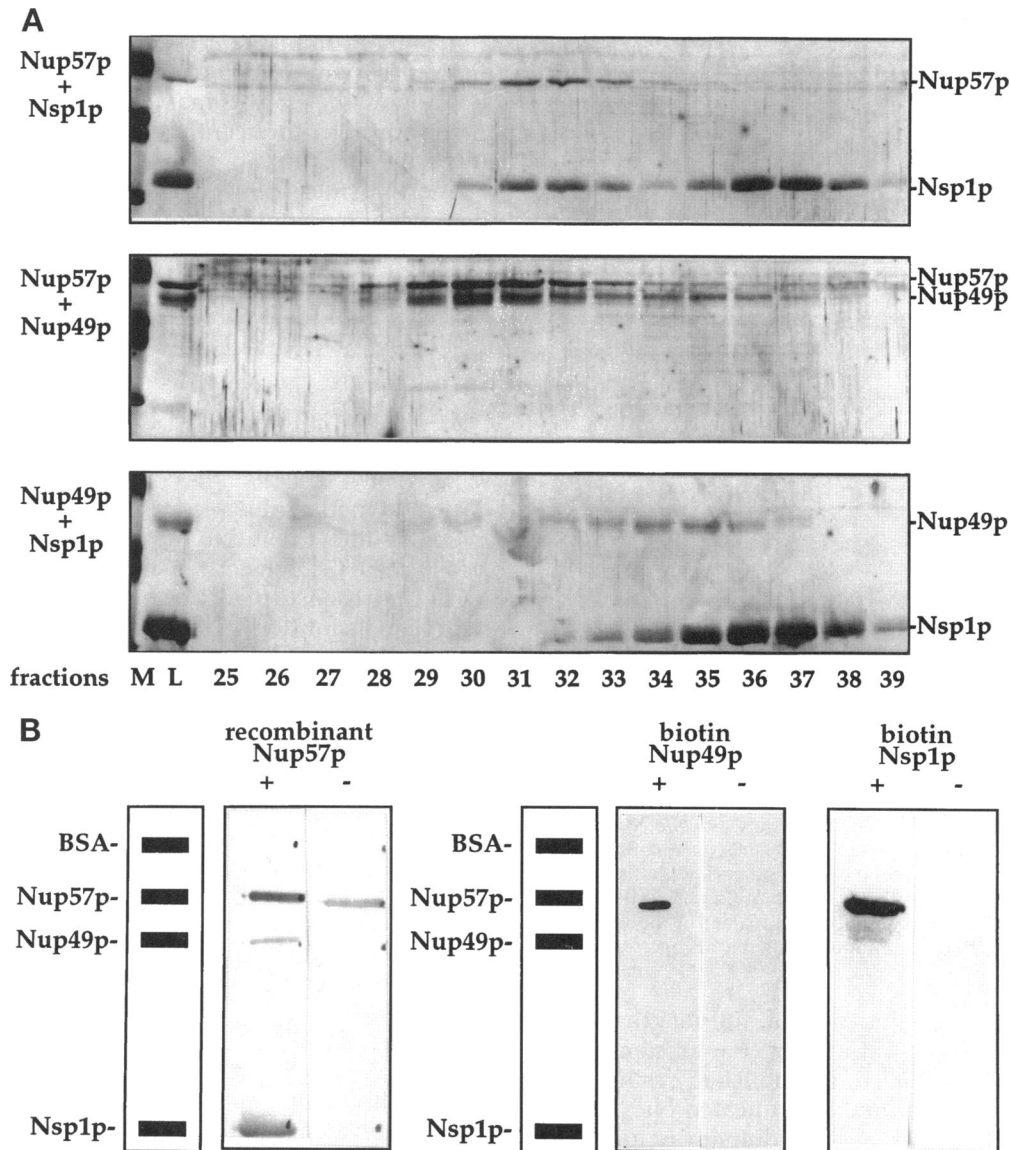 A
Nup57p
+
Nsp1p
-Nup57p
-Nsp1p
Nup57p
+
Nup49p
-Nup57p
-Nup49p
Nup49p
+
Nsp1p
-Nup49p
-Nsp1p
fractions M L 25 26 27 28 29 30 31 32 33 34 35 36 37 38 39
B
recombinant
Nup57p
+ -
BSA-
Nup57p-
Nup49p-
Nsp1p-
biotin
Nup49p
+ -
BSA-
Nup57p-
Nup49p-
Nsp1p-
biotin
Nsp1p
+ -